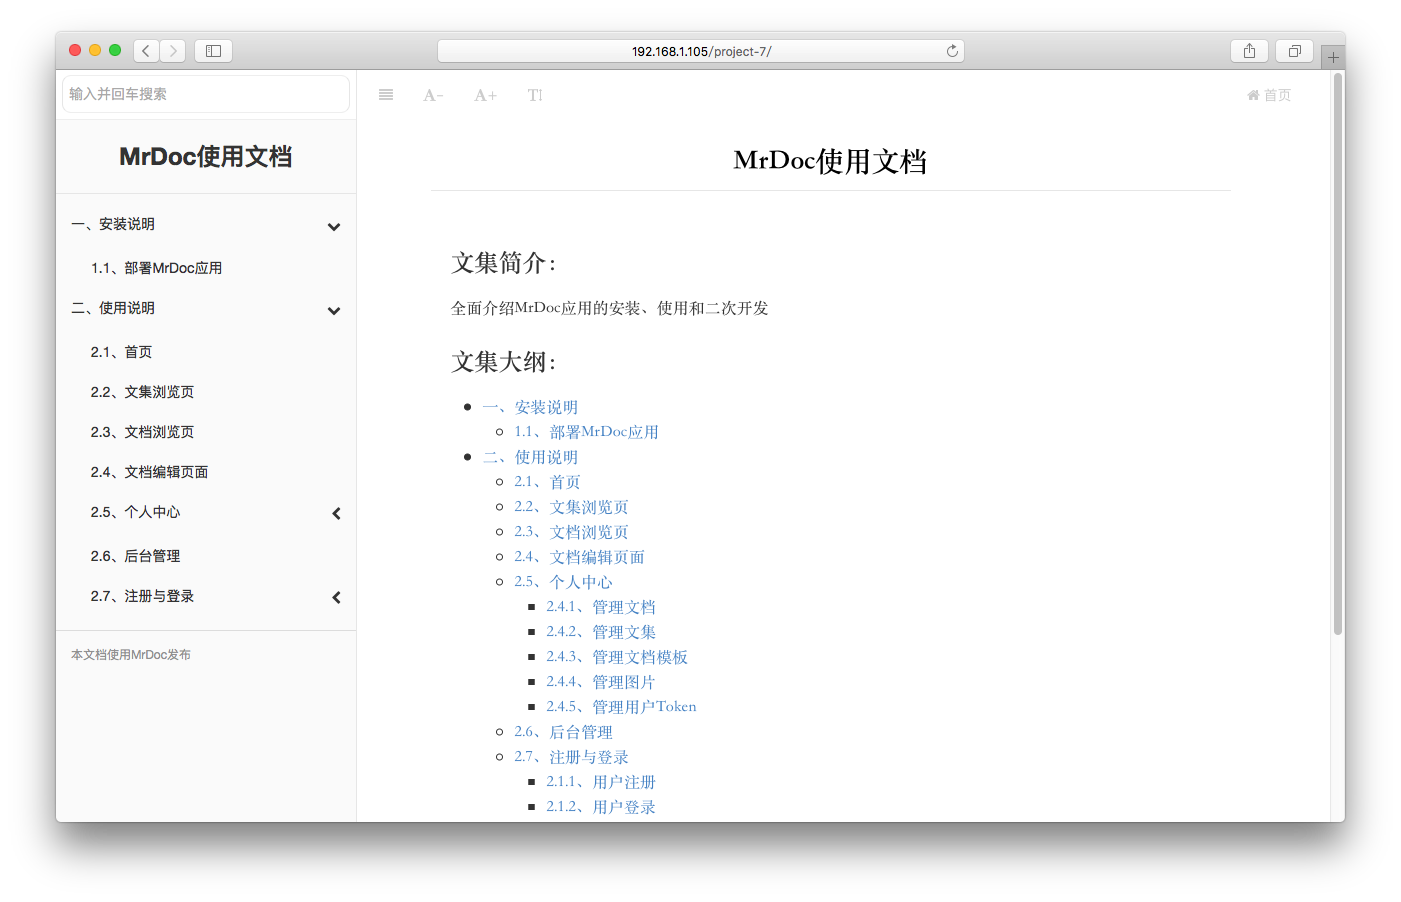 192.168.1.105/project-7/
输入并回车搜索
MrDoc使用文档
一、安装说明
1.1、部署MrDoc应用
二、使用说明
2.1、首页
2.2、文集浏览页
2.3、文档浏览页
2.4、文档编辑页面
2.5、个人中心
2.6、后台管理
2.7、注册与登录
本文档使用MrDoc发布
A- A+ T! 首页
MrDoc使用文档
文集简介：
全面介绍MrDoc应用的安装、使用和二次开发
文集大纲：
一、安装说明
1.1、部署MrDoc应用
二、使用说明
2.1、首页
2.2、文集浏览页
2.3、文档浏览页
2.4、文档编辑页面
2.5、个人中心
2.4.1、管理文档
2.4.2、管理文集
2.4.3、管理文档模板
2.4.4、管理图片
2.4.5、管理用户Token
2.6、后台管理
2.7、注册与登录
2.1.1、用户注册
2.1.2、用户登录